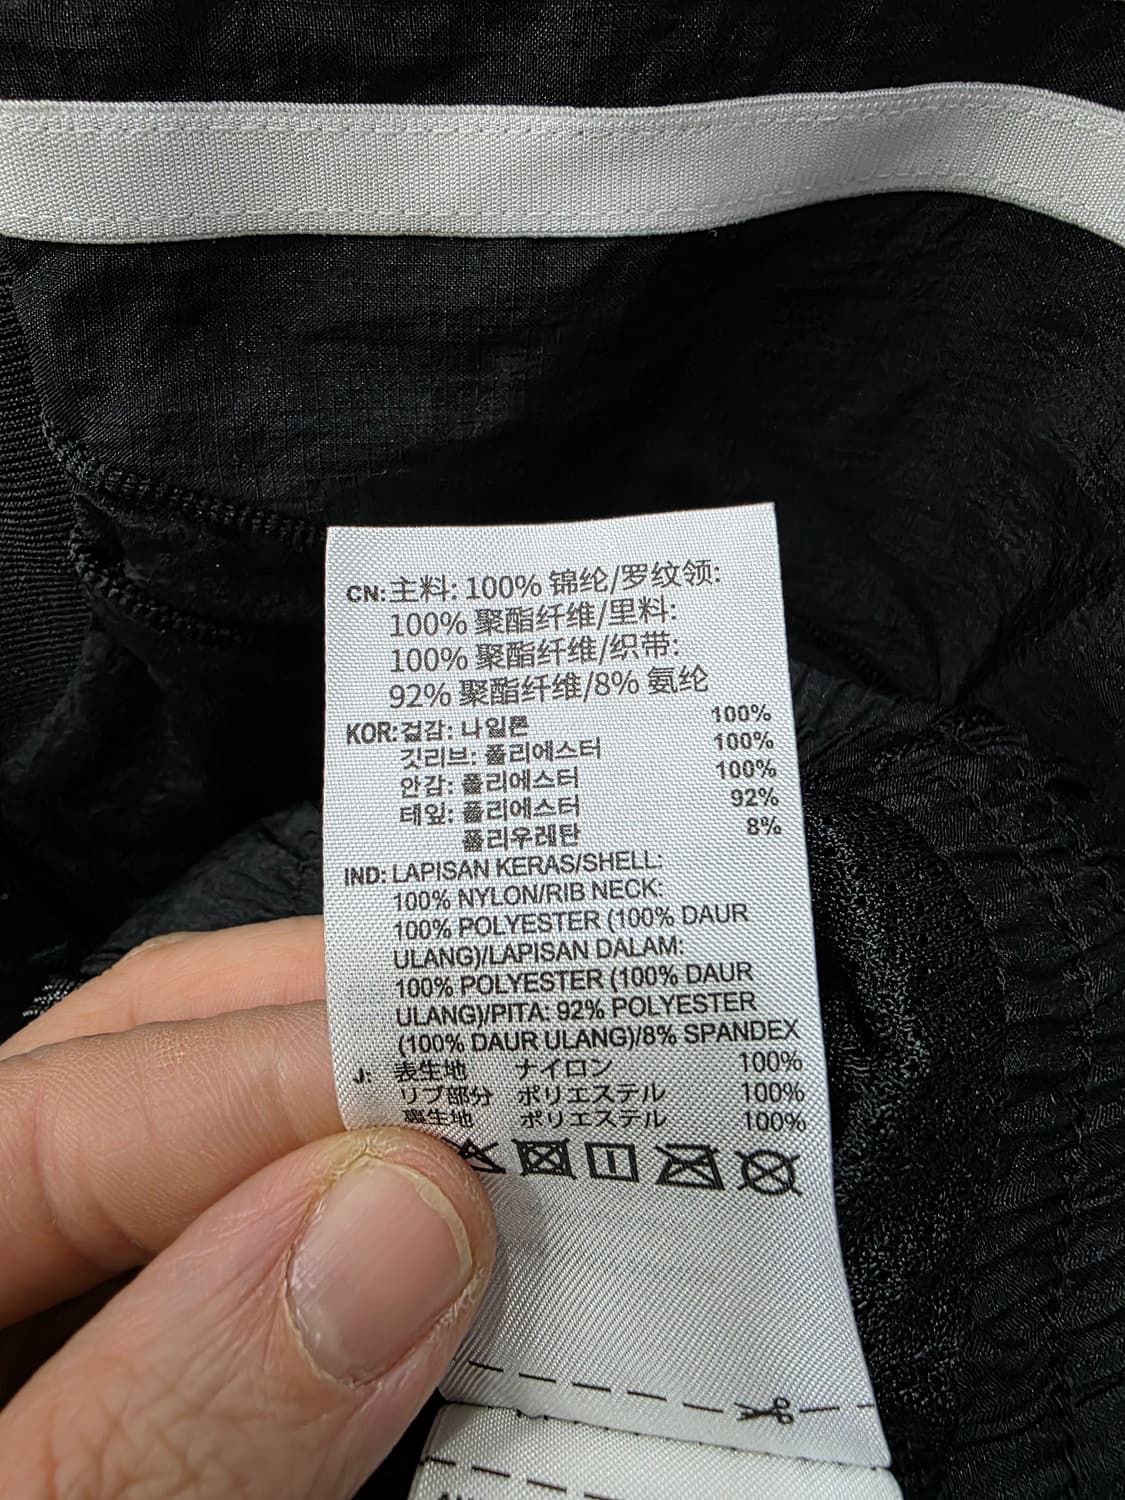 CN: 主料: 100% 锦纶/罗纹领:
100% 聚酯纤维/里料:
100% 聚酯纤维/织带:
92% 聚酯纤维/8% 氨纶
KOR: 겉감: 나일론 100%
깃리브: 폴리에스터 100%
안감: 폴리에스터 100%
테잎: 폴리에스터 92%
폴리우레탄 8%
IND: LAPISAN KERAS/SHELL:
100% NYLON/RIB NECK:
100% POLYESTER (100% DAUR
ULANG)/LAPISAN DALAM:
100% POLYESTER (100% DAUR
ULANG)/PITA: 92% POLYESTER
(100% DAUR ULANG)/8% SPANDEX
J: 表生地 ナイロン 100%
リブ部分 ポリエステル 100%
裏生地 ポリエステル 100%